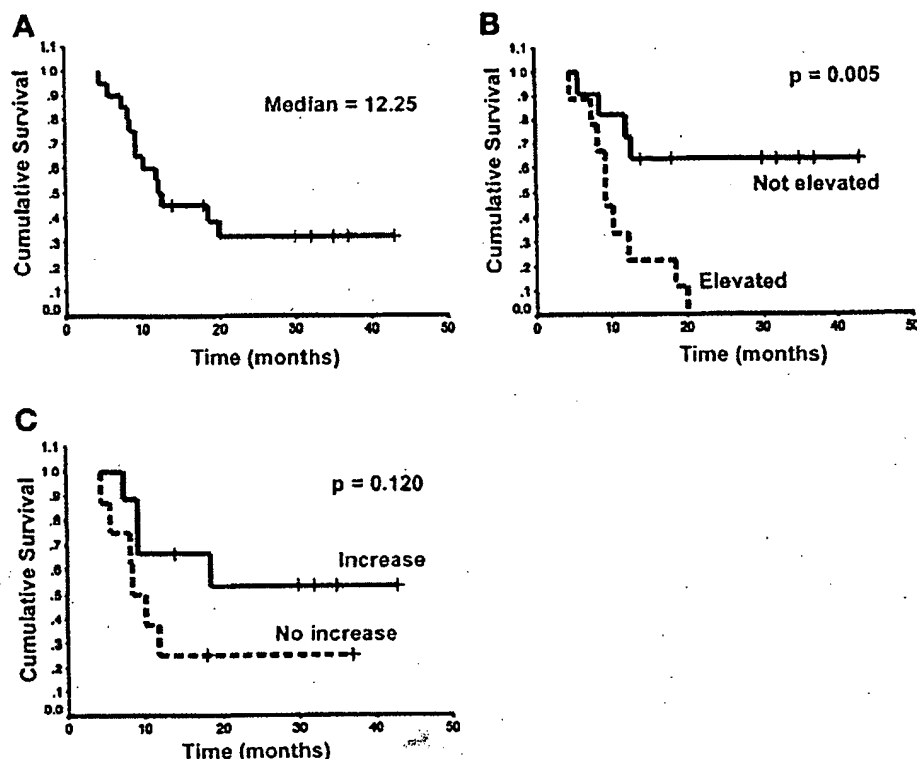 A
1.1
1.0
.9
.8
.7
.6
.5
.4
.3
.2
.1
0.0
Cumulative Survival
Median = 12.25
0 10 20 30 40 50
Time (months)
B
1.1
1.0
.9
.8
.7
.6
.5
.4
.3
.2
.1
0.0
Cumulative Survival
p = 0.005
Not elevated
Elevated
0 10 20 30 40 50
Time (months)
C
1.1
1.0
.9
.8
.7
.6
.5
.4
.3
.2
.1
0.0
Cumulative Survival
p = 0.120
Increase
No increase
0 10 20 30 40 50
Time (months)